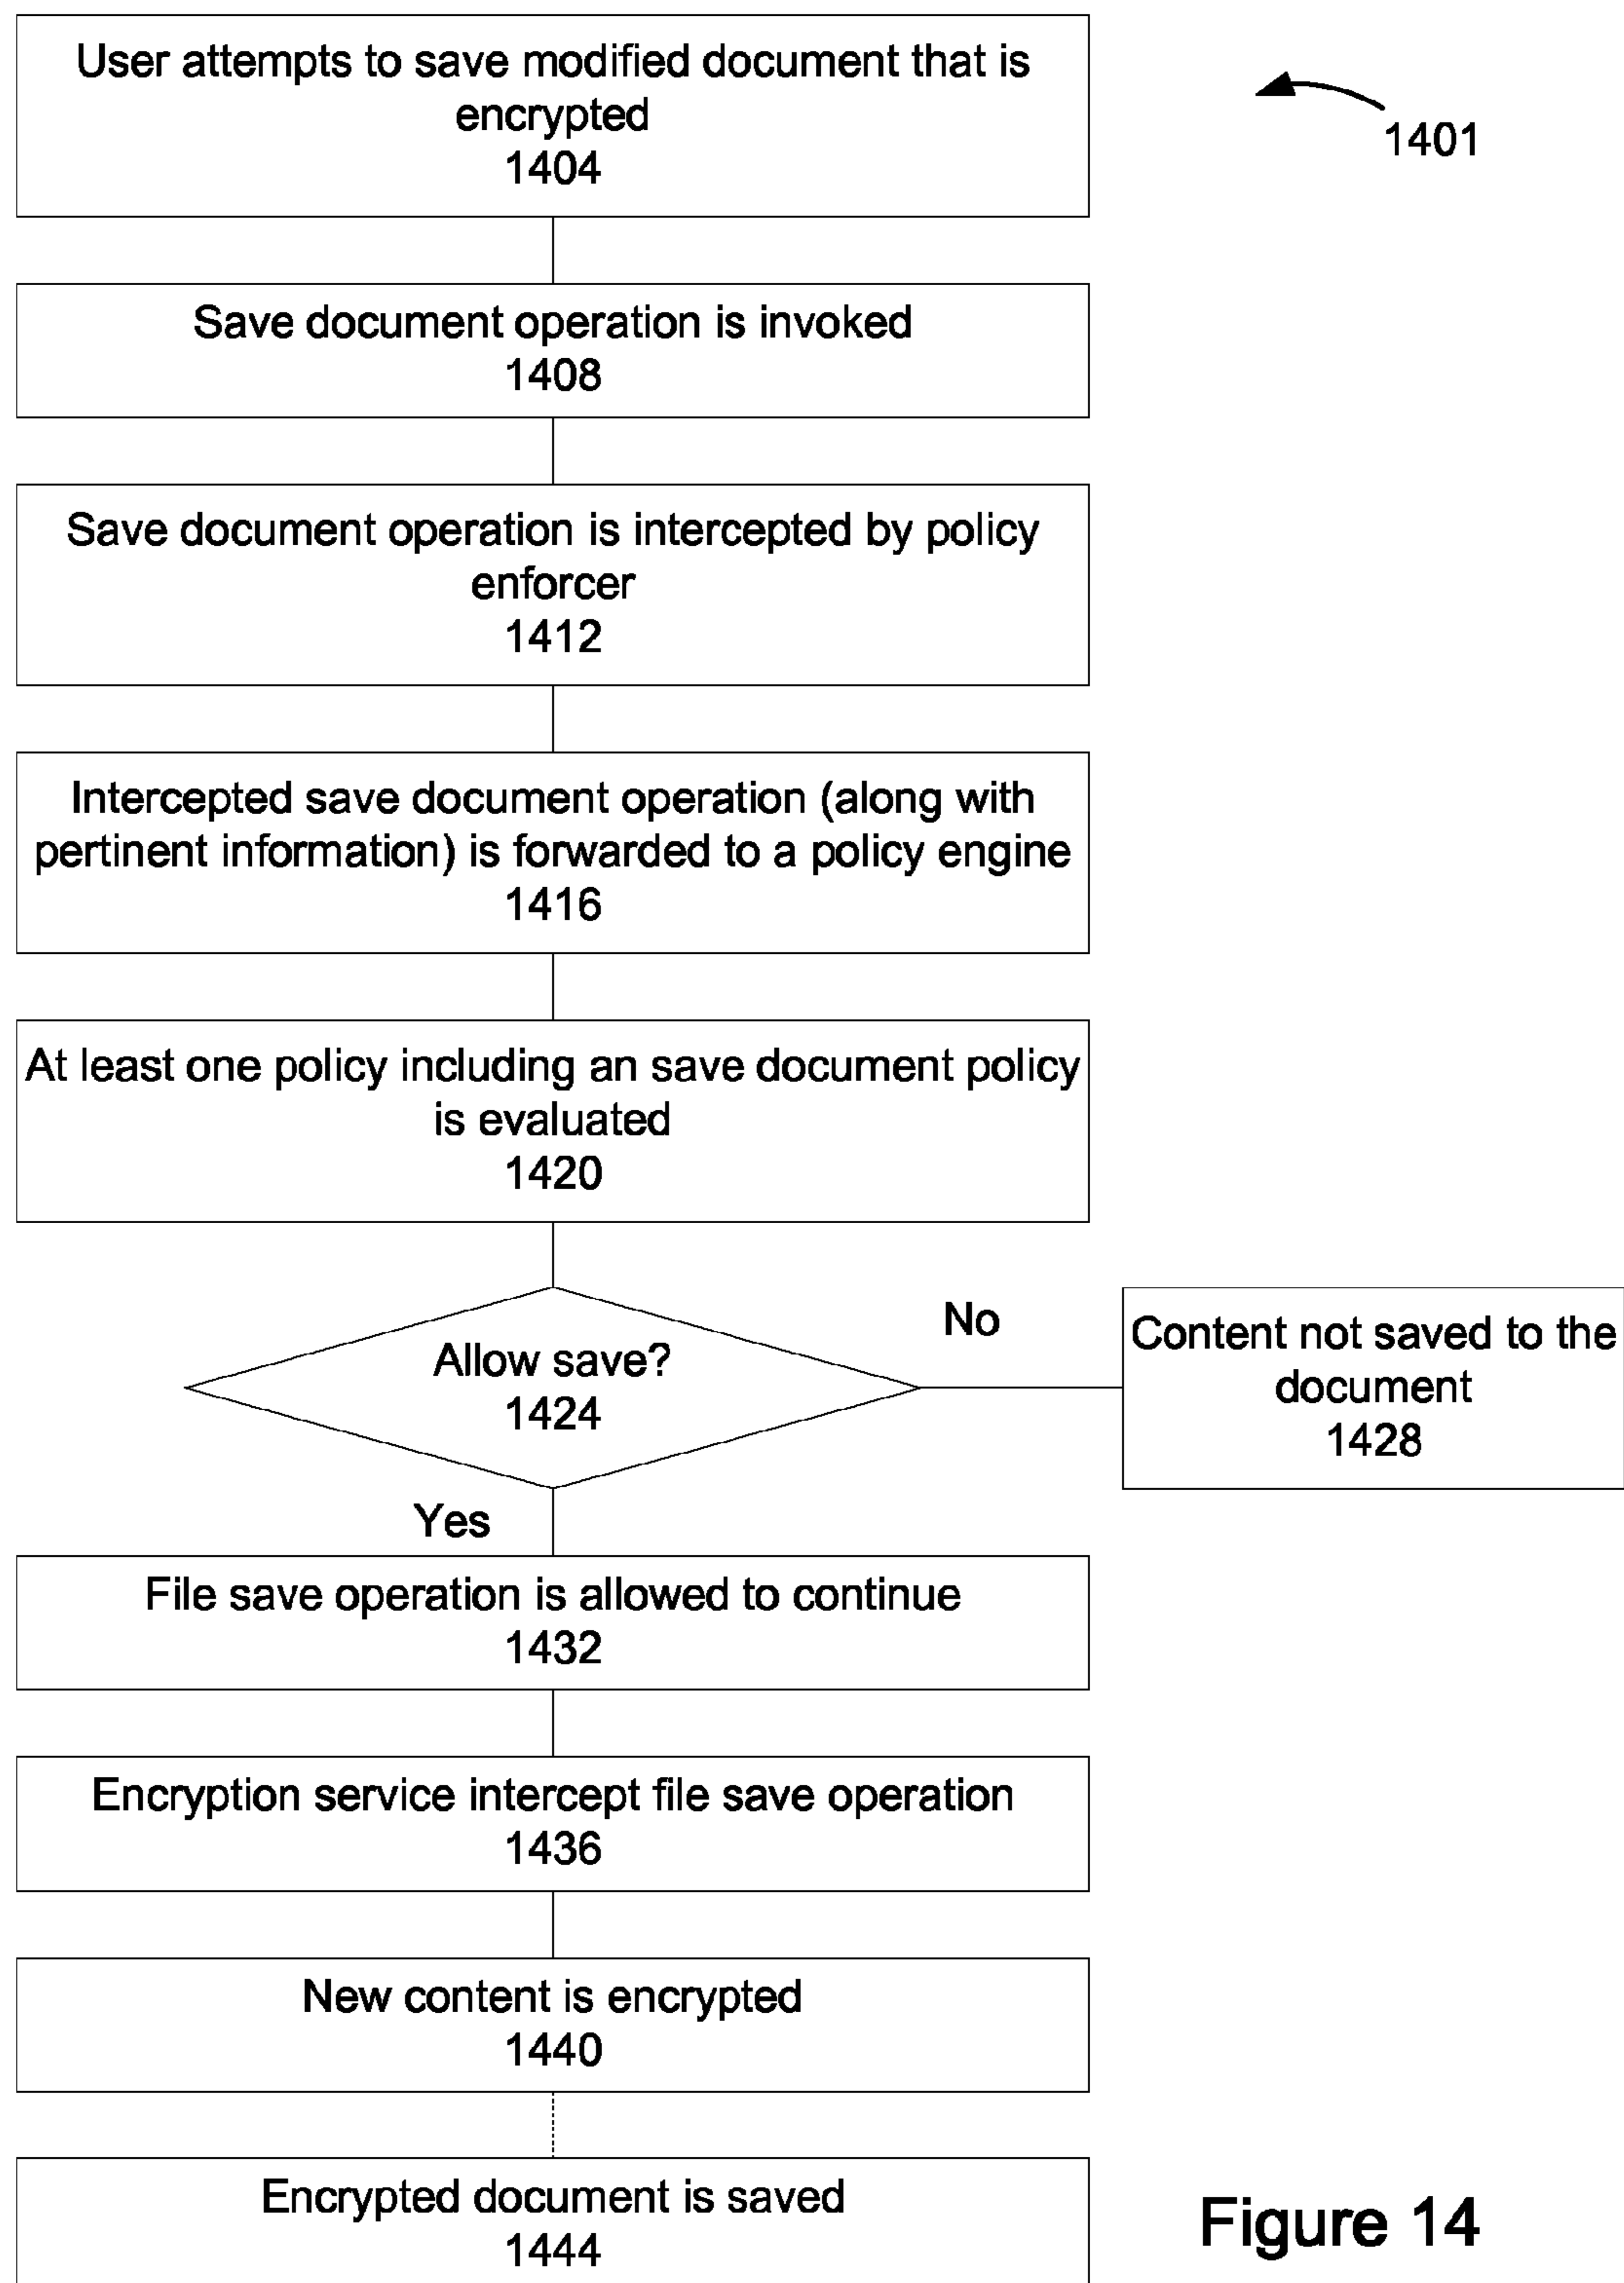 User attempts to save modified document that is
encrypted
1404
1401
Save document operation is invoked
1408
Save document operation is intercepted by policy
enforcer
1412
Intercepted save document operation (along with
pertinent information) is forwarded to a policy engine
1416
At least one policy including an save document policy
is evaluated
1420
Allow save?
1424
No
Content not saved to the
document
1428
Yes
File save operation is allowed to continue
1432
Encryption service intercept file save operation
1436
New content is encrypted
1440
Encrypted document is saved
1444
Figure 14